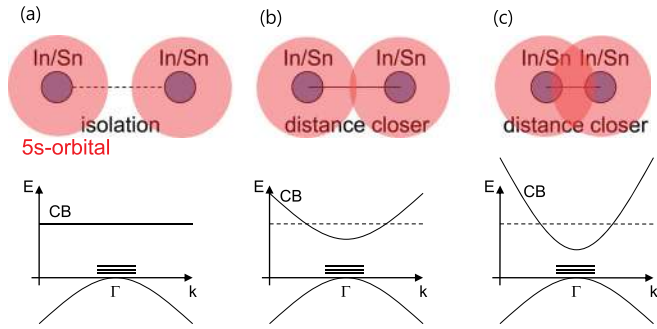 (a)
(b)
(c)
In/Sn In/Sn
In/Sn In/Sn
In/Sn In/Sn
isolation
distance closer
distance closer
5s-orbital
E
CB
Γ
k
E
CB
Γ
k
E
CB
Γ
k